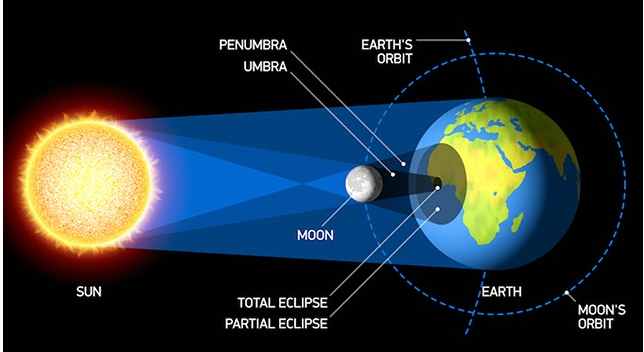 PENUMBRA
UMBRA
EARTH'S
ORBIT
MOON
SUN
TOTAL ECLIPSE
PARTIAL ECLIPSE
EARTH
MOON'S
ORBIT